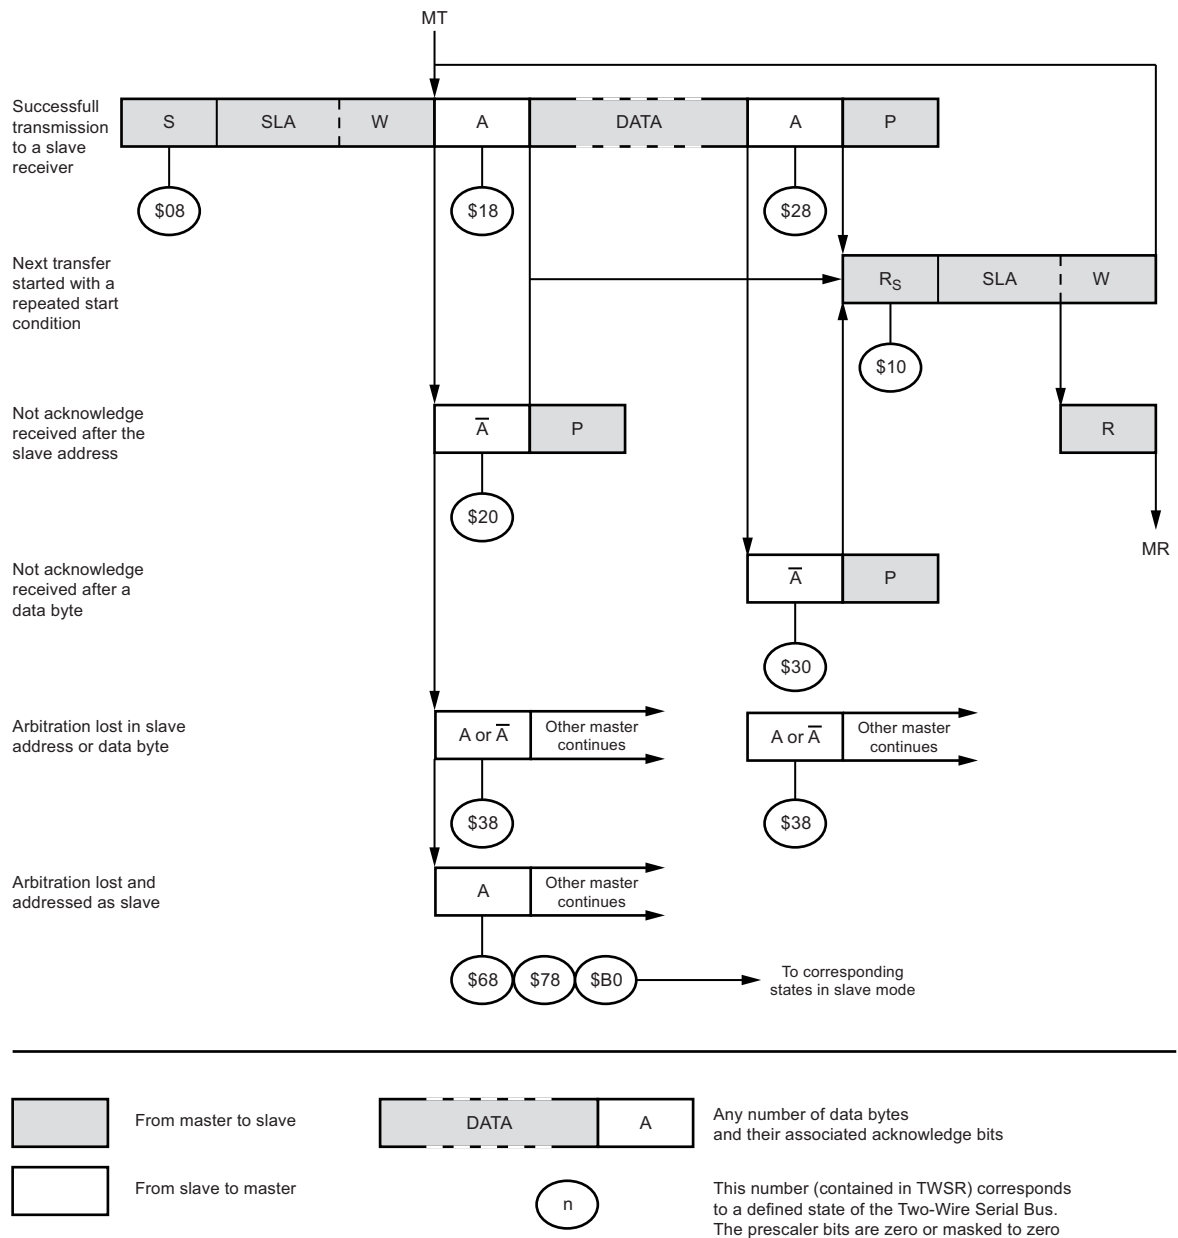 MT
Successfull
transmission
to a slave
receiver
S SLA W A DATA A P
$08 $18 $28
Next transfer
started with a
repeated start
condition
RS SLA W
$10
Not acknowledge
received after the
slave address
A̅ P
R
$20
MR
Not acknowledge
received after a
data byte
A̅ P
$30
Arbitration lost in slave
address or data byte
A or A̅ Other master
continues
A or A̅ Other master
continues
$38 $38
Arbitration lost and
addressed as slave
A Other master
continues
$68 $78 $B0
To corresponding
states in slave mode
From master to slave
DATA A
Any number of data bytes
and their associated acknowledge bits
From slave to master
n
This number (contained in TWSR) corresponds
to a defined state of the Two-Wire Serial Bus.
The prescaler bits are zero or masked to zero